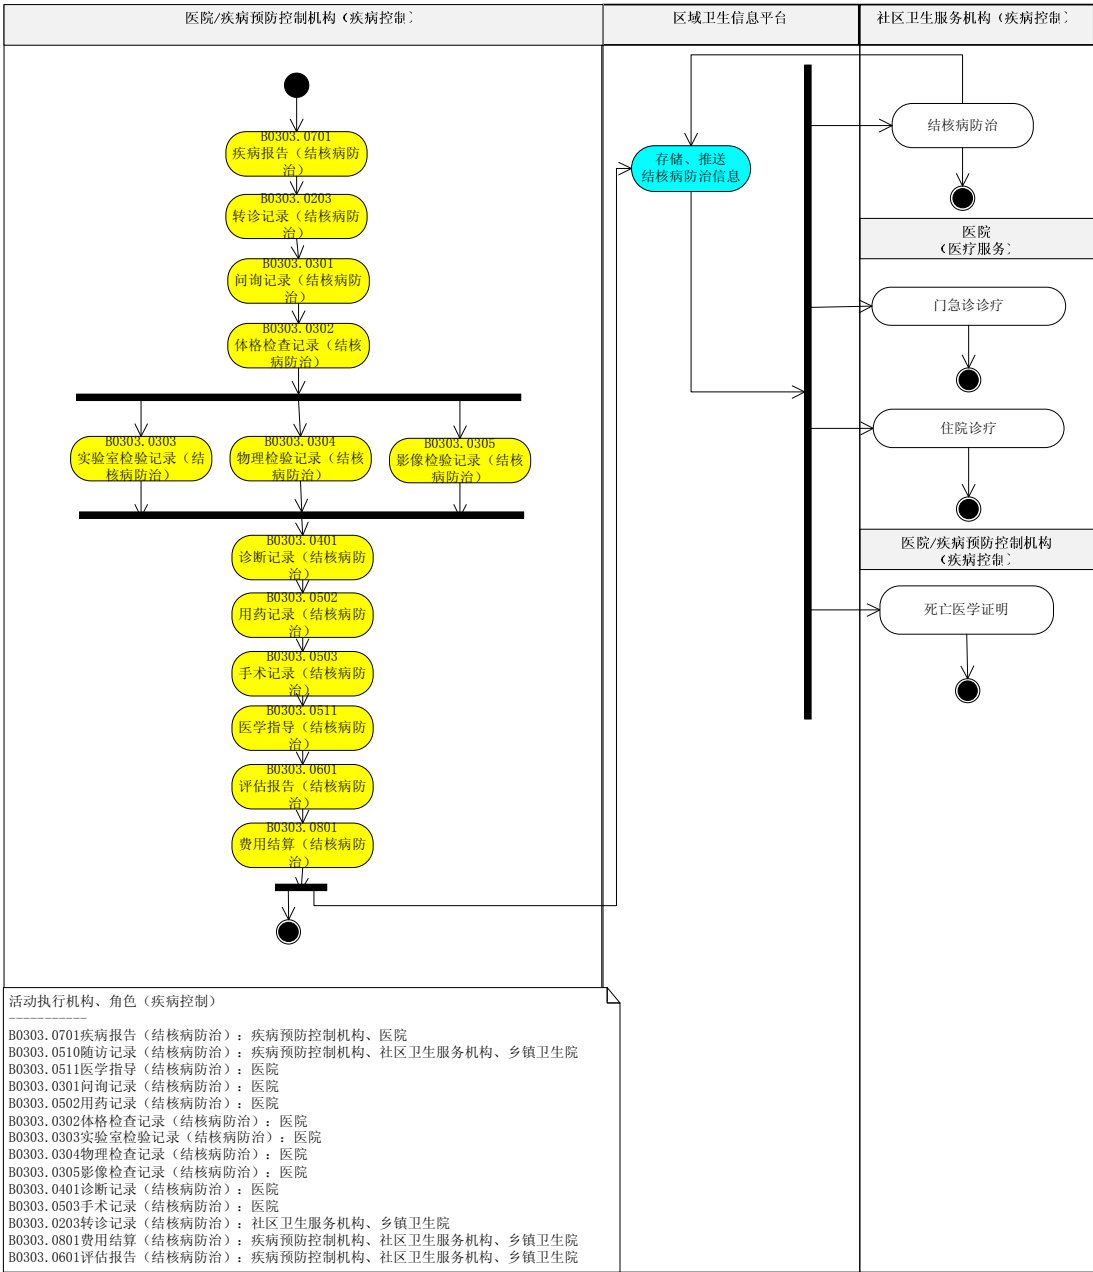 医院/疾病预防控制机构（疾病控制）
区域卫生信息平台
社区卫生服务机构（疾病控制）
B0303.0701
疾病报告（结核病防
治）
B0303.0203
转诊记录（结核病防
治）
B0303.0301
问询记录（结核病防
治）
B0303.0302
体格检查记录（结核
病防治）
B0303.0303
实验室检验记录（结
核病防治）
B0303.0304
物理检验记录（结核
病防治）
B0303.0305
影像检验记录（结核
病防治）
B0303.0401
诊断记录（结核病防
治）
B0303.0502
用药记录（结核病防
治）
B0303.0503
手术记录（结核病防
治）
B0303.0511
医学指导（结核病防
治）
B0303.0601
评估报告（结核病防
治）
B0303.0801
费用结算（结核病防
治）
存储、推送
结核病防治信息
结核病防治
医院
（医疗服务）
门急诊诊疗
住院诊疗
医院/疾病预防控制机构
（疾病控制）
死亡医学证明
活动执行机构、角色（疾病控制）
-----------
B0303.0701疾病报告（结核病防治）：疾病预防控制机构、医院
B0303.0510随访记录（结核病防治）：疾病预防控制机构、社区卫生服务机构、乡镇卫生院
B0303.0511医学指导（结核病防治）：医院
B0303.0301问询记录（结核病防治）：医院
B0303.0502用药记录（结核病防治）：医院
B0303.0302体格检查记录（结核病防治）：医院
B0303.0303实验室检验记录（结核病防治）：医院
B0303.0304物理检查记录（结核病防治）：医院
B0303.0305影像检查记录（结核病防治）：医院
B0303.0401诊断记录（结核病防治）：医院
B0303.0503手术记录（结核病防治）：医院
B0303.0203转诊记录（结核病防治）：社区卫生服务机构、乡镇卫生院
B0303.0801费用结算（结核病防治）：疾病预防控制机构、社区卫生服务机构、乡镇卫生院
B0303.0601评估报告（结核病防治）：疾病预防控制机构、社区卫生服务机构、乡镇卫生院